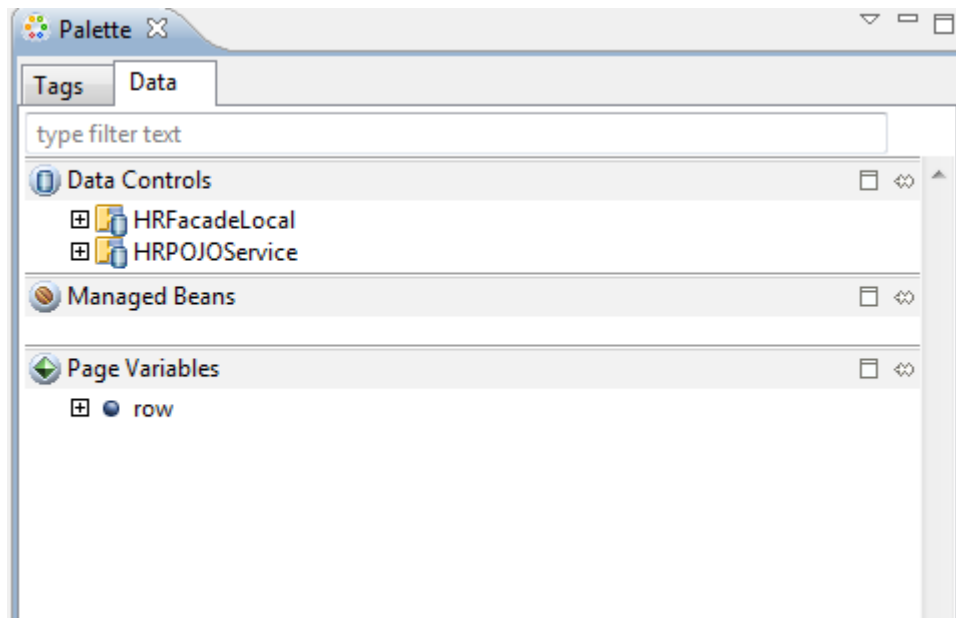 Palette
Tags Data
type filter text
Data Controls
HRFacadeLocal
HRPOJOService
Managed Beans
Page Variables
row